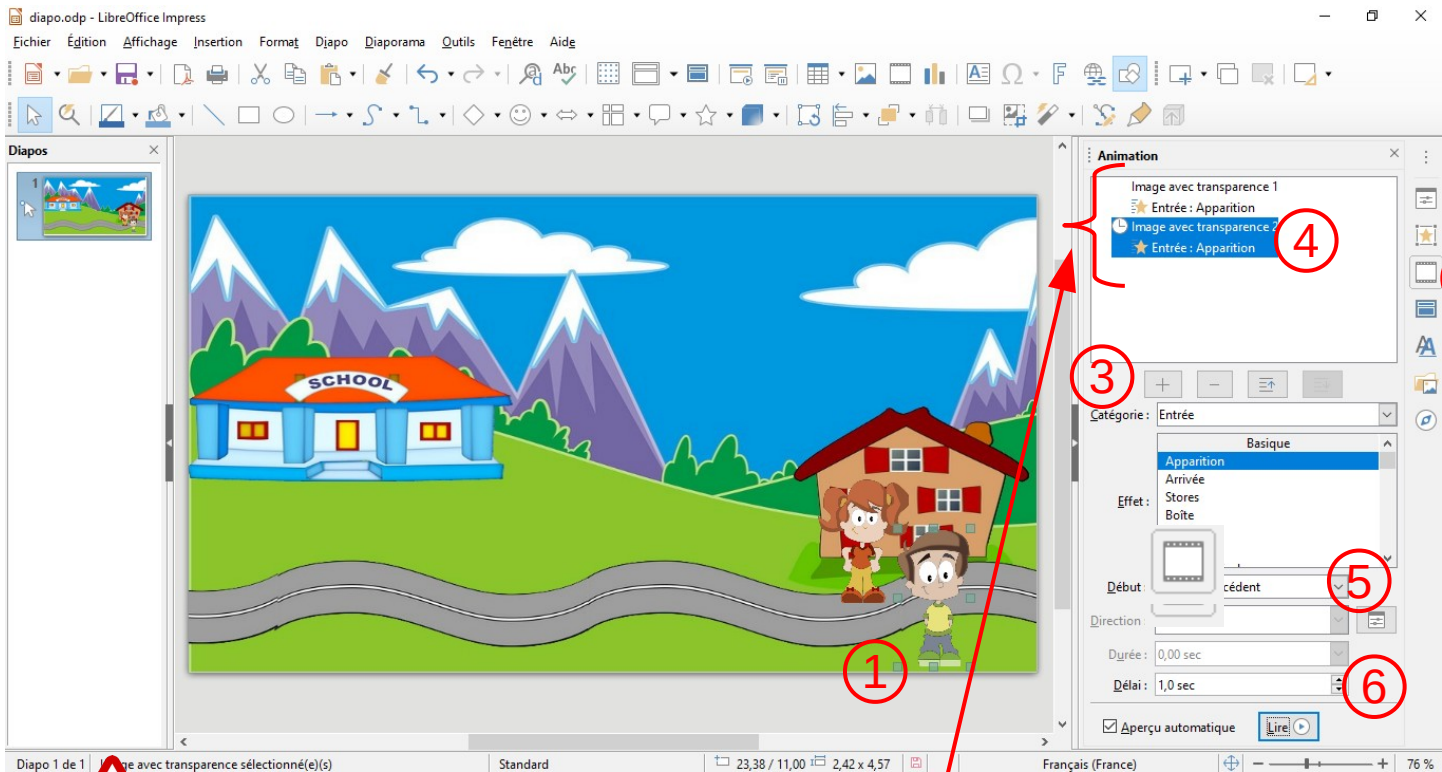 diapo.odp - LibreOffice Impress
Fichier Édition Affichage Insertion Format Diapo Diaporama Outils Fenêtre Aide
Diapos
Animation
1
Image avec transparence 1
Entrée : Apparition
Image avec transparence 2
Entrée : Apparition
4
SCHOOL
3
Catégorie : Entrée
Basique
Apparition
Arrivée
Effet : Stores
Boîte
Début : cédent
5
Direction :
Durée : 0,00 sec
1
Délai : 1,0 sec
6
Aperçu automatique Lire
Diapo 1 de 1 ge avec transparence sélectionné(e)(s) Standard 23,38 / 11,00 2,42 x 4,57 Français (France) 76 %